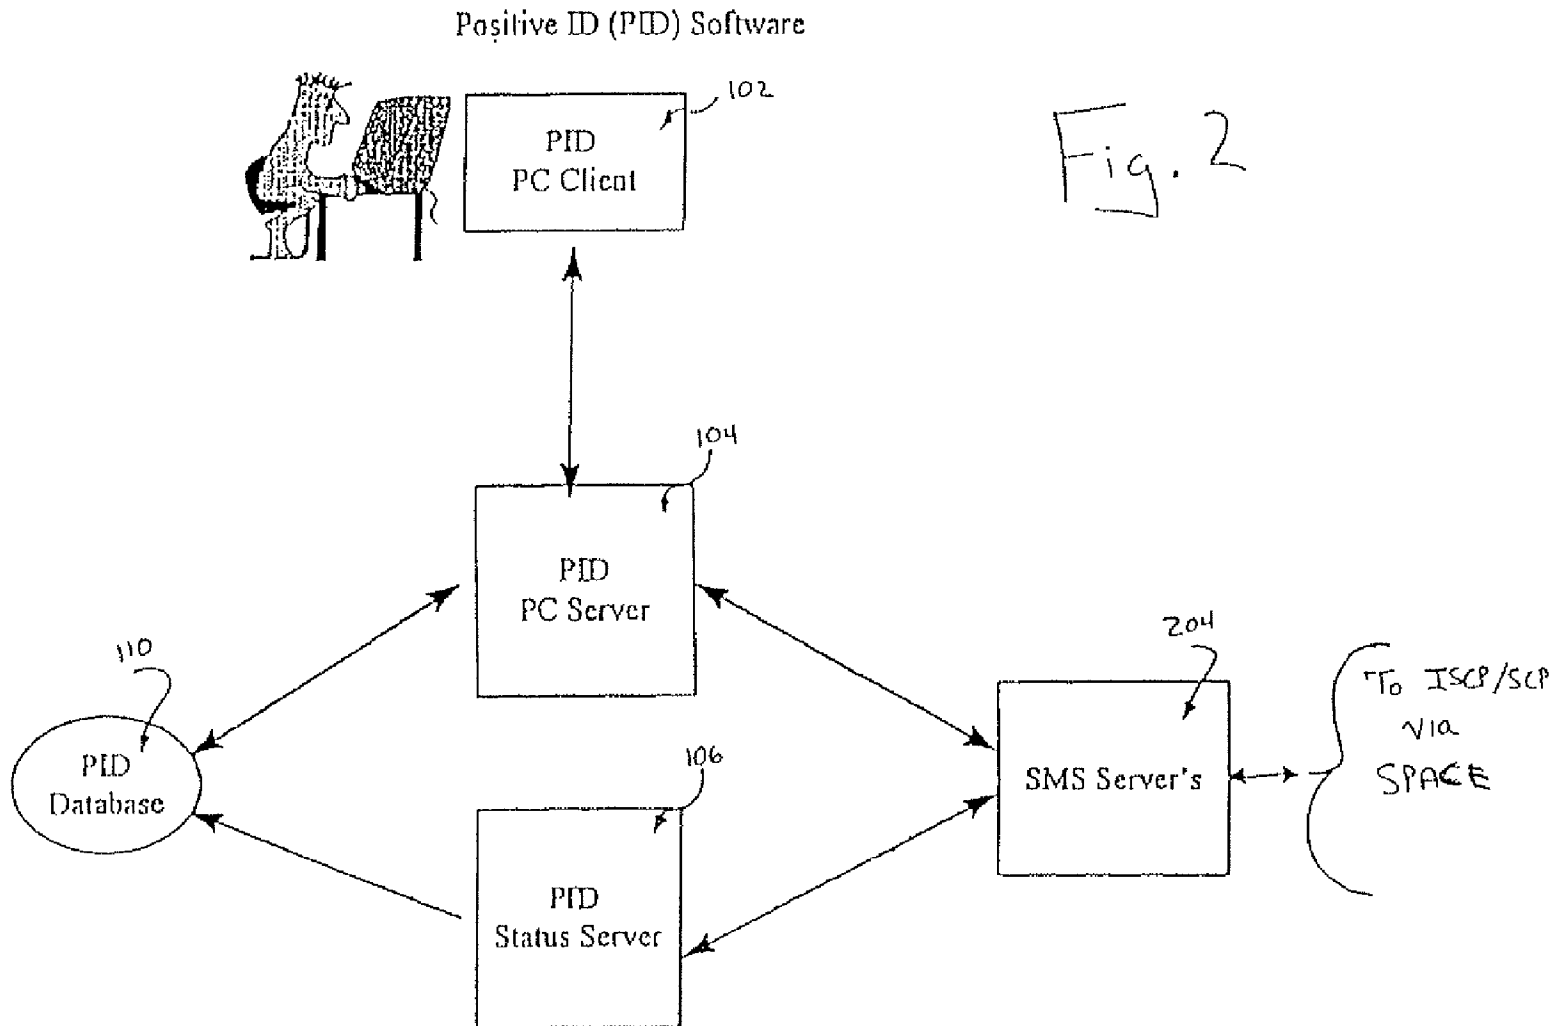 Positive ID (PID) Software
102
PID
PC Client
Fig. 2
104
PID
PC Server
110
PID
Database
106
PID
Status Server
204
SMS Server's
To ISCP/SCP
via
SPACE